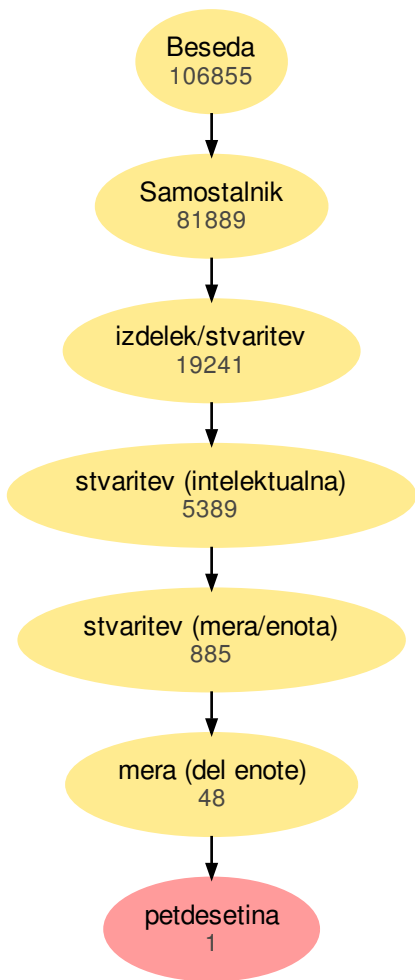 Beseda
106855
Samostalnik
81889
izdelek/stvaritev
19241
stvaritev (intelektualna)
5389
stvaritev (mera/enota)
885
mera (del enote)
48
petdesetina
1